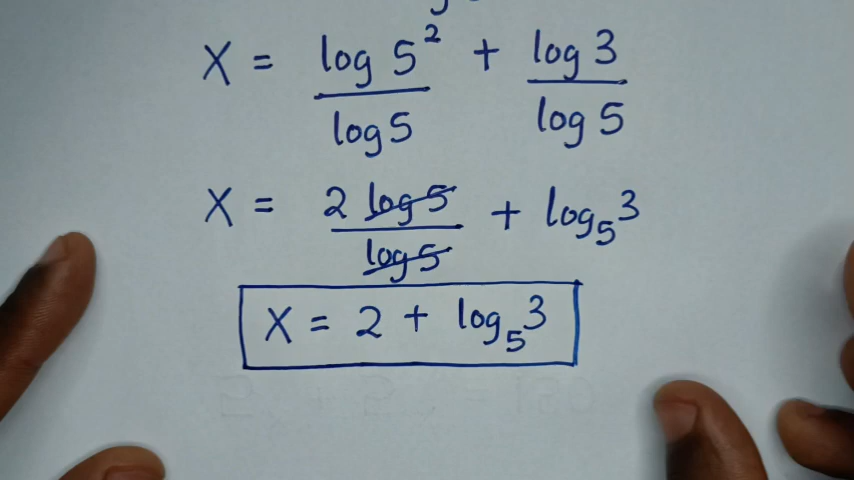 X = log 5² / log 5 + log 3 / log 5
X = 2 log 5 / log 5 + log₅3
X = 2 + log₅3